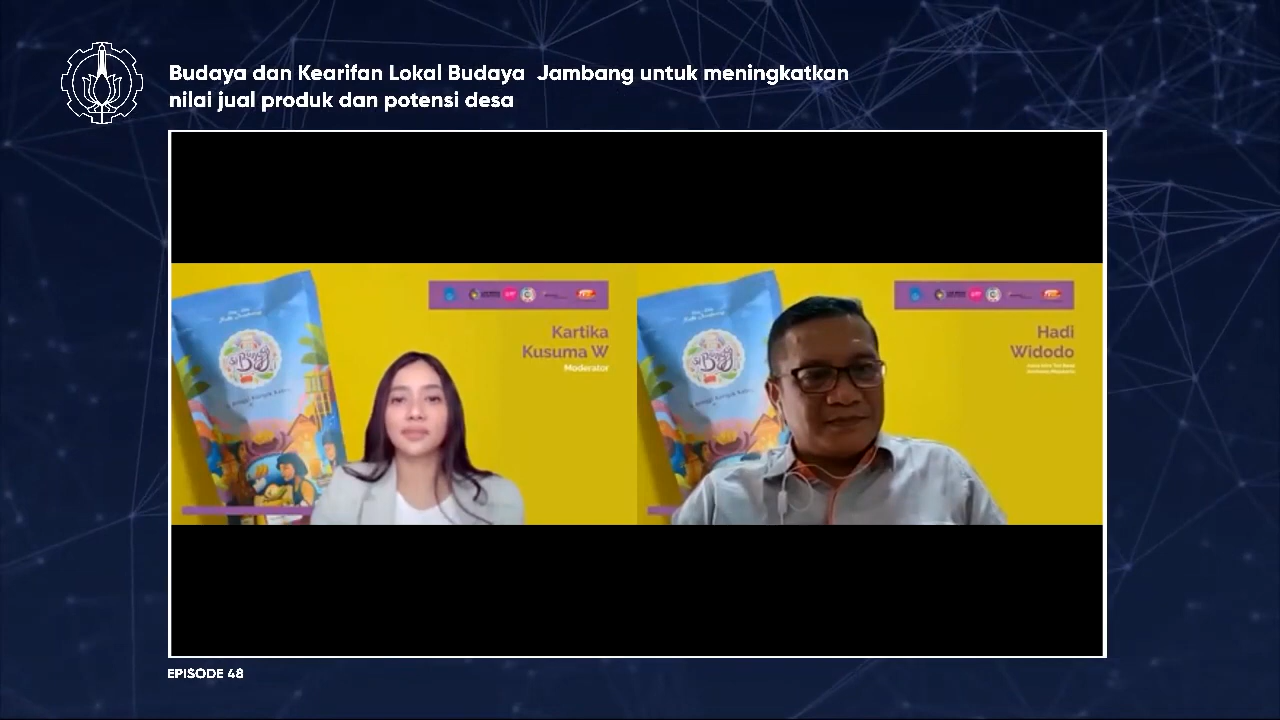 Budaya dan Kearifan Lokal Budaya Jambang untuk meningkatkan
nilai jual produk dan potensi desa
Kartika
Kusuma W
Moderator
Hadi
Widodo
EPISODE 48